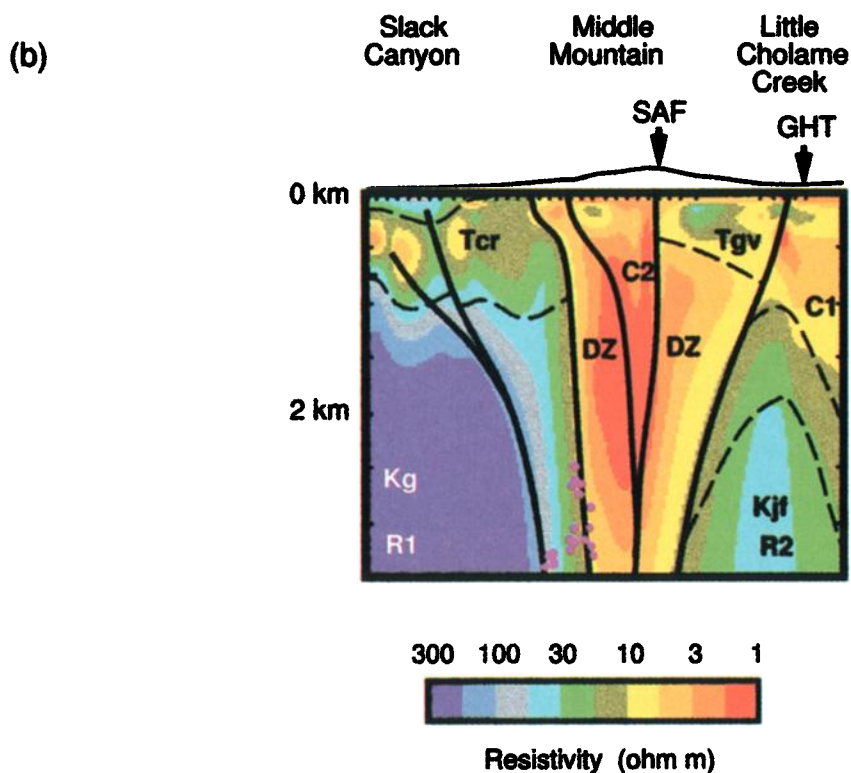 (b)
Slack
Canyon
Middle
Mountain
Little
Cholame
Creek
SAF
GHT
0 km
2 km
Tcr
Tgv
C2
C1
DZ
DZ
Kg
R1
Kjf
R2
300 100 30 10 3 1
Resistivity (ohm m)